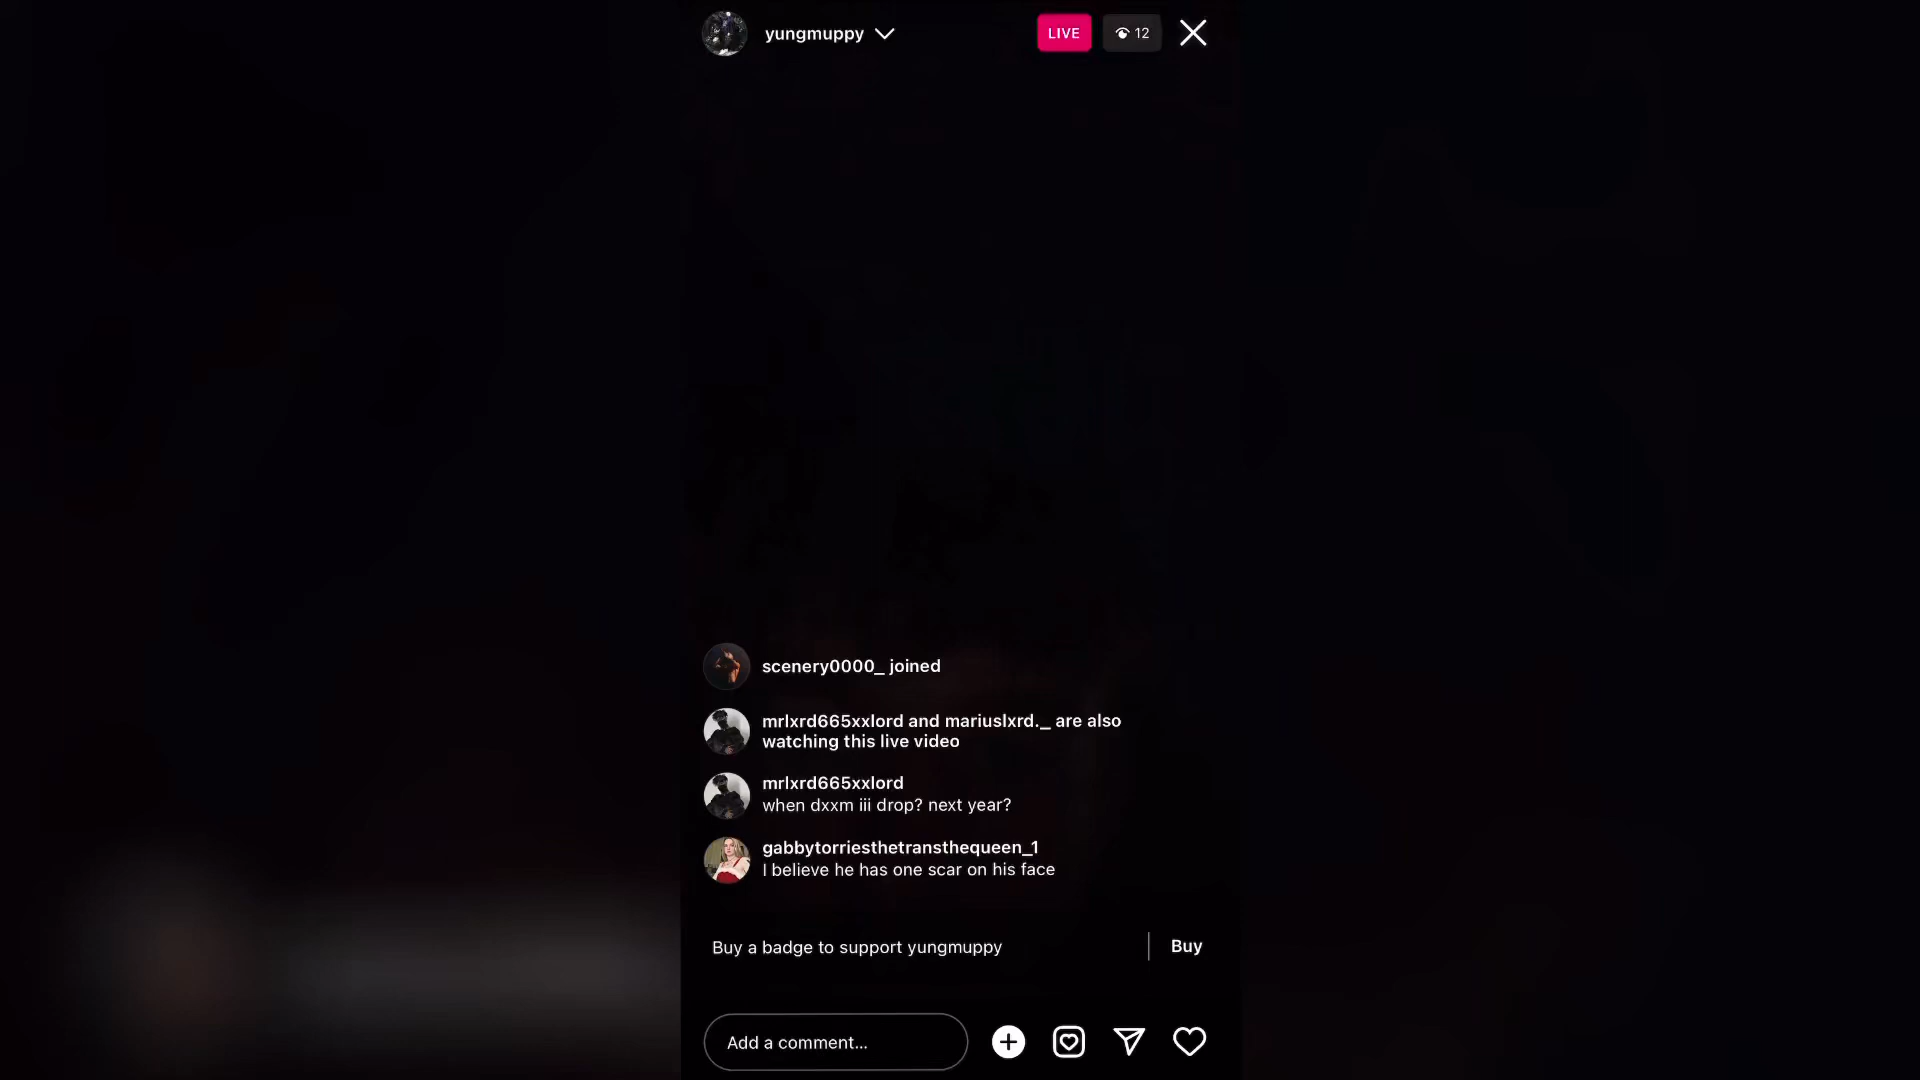 yungmuppy
LIVE
12
scenery0000_ joined
mrlxrd665xxlord and mariuslxrd._ are also
watching this live video
mrlxrd665xxlord
when dxxm iii drop? next year?
gabbytorriesthetransthequeen_1
I believe he has one scar on his face
Buy a badge to support yungmuppy
Buy
Add a comment...